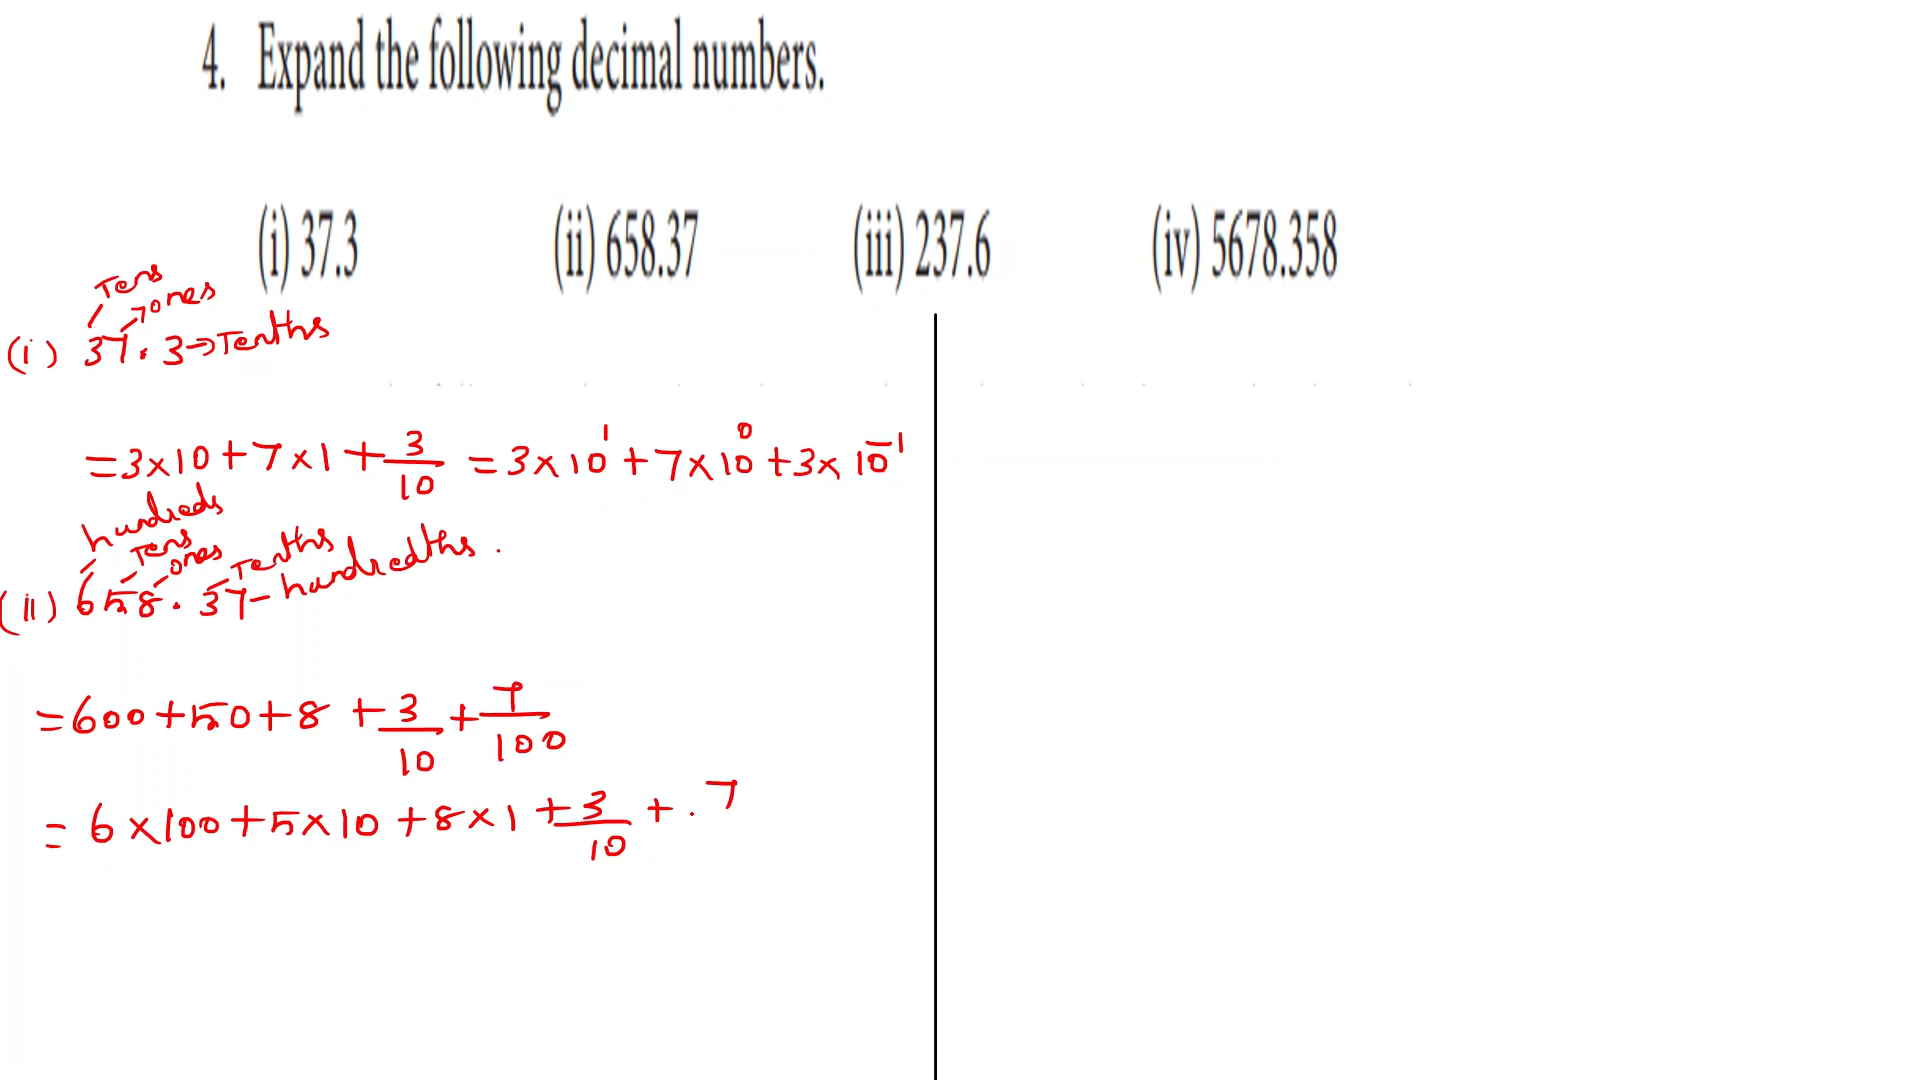 4. Expand the following decimal numbers.
(i) 37.3 (ii) 658.37 (iii) 237.6 (iv) 5678.358
Tens
ones
(i) 37.3→Tenths
=3×10+7×1+3/10 =3×10¹+7×10⁰+3×10⁻¹
hundreds
Tens
ones Tenths
(ii) 658.37-hundredths.
=600+50+8+3/10+7/100
=6×100+5×10+8×1+3/10+.7